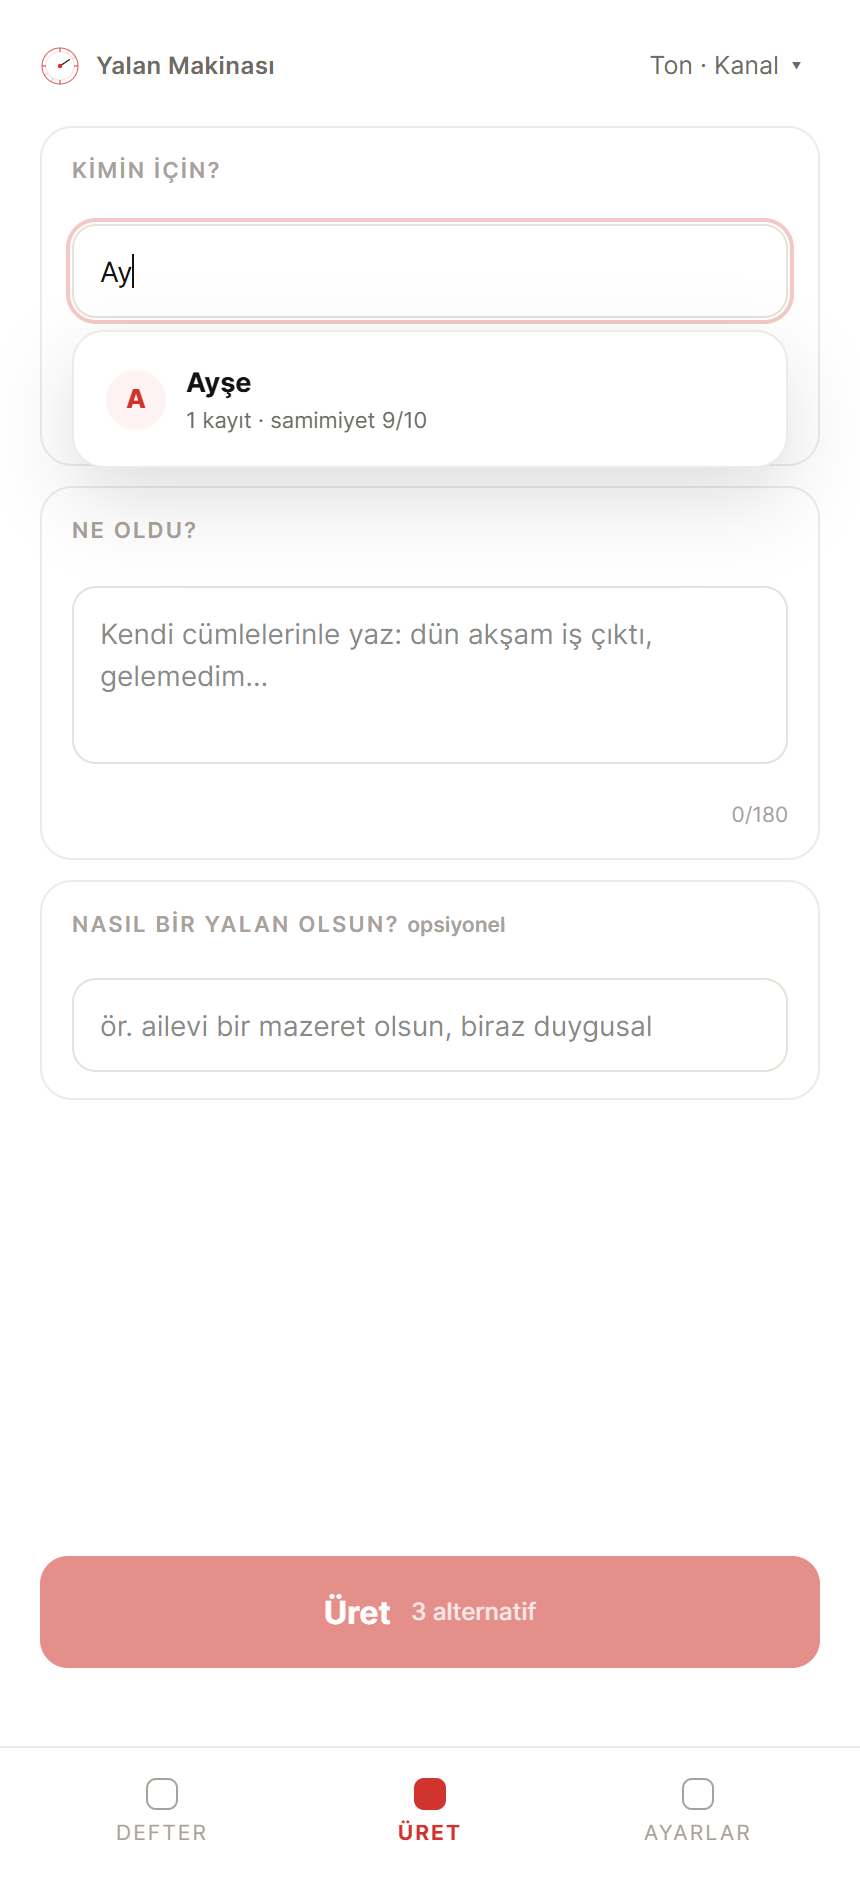 Yalan Makinası
Ton · Kanal ▾
KİMİN İÇİN?
Ay
A
Ayşe
1 kayıt · samimiyet 9/10
NE OLDU?
Kendi cümlelerinle yaz: dün akşam iş çıktı,
gelemedim...
0/180
NASIL BİR YALAN OLSUN? opsiyonel
ör. ailevi bir mazeret olsun, biraz duygusal
Üret 3 alternatif
DEFTER
ÜRET
AYARLAR